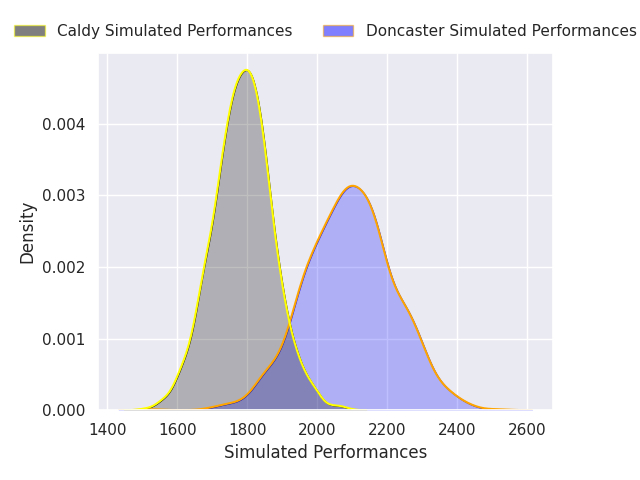 Caldy Simulated Performances Doncaster Simulated Performances
0.004
0.003
0.002
0.001
0.000
Density
1400 1600 1800 2000 2200 2400 2600
Simulated Performances